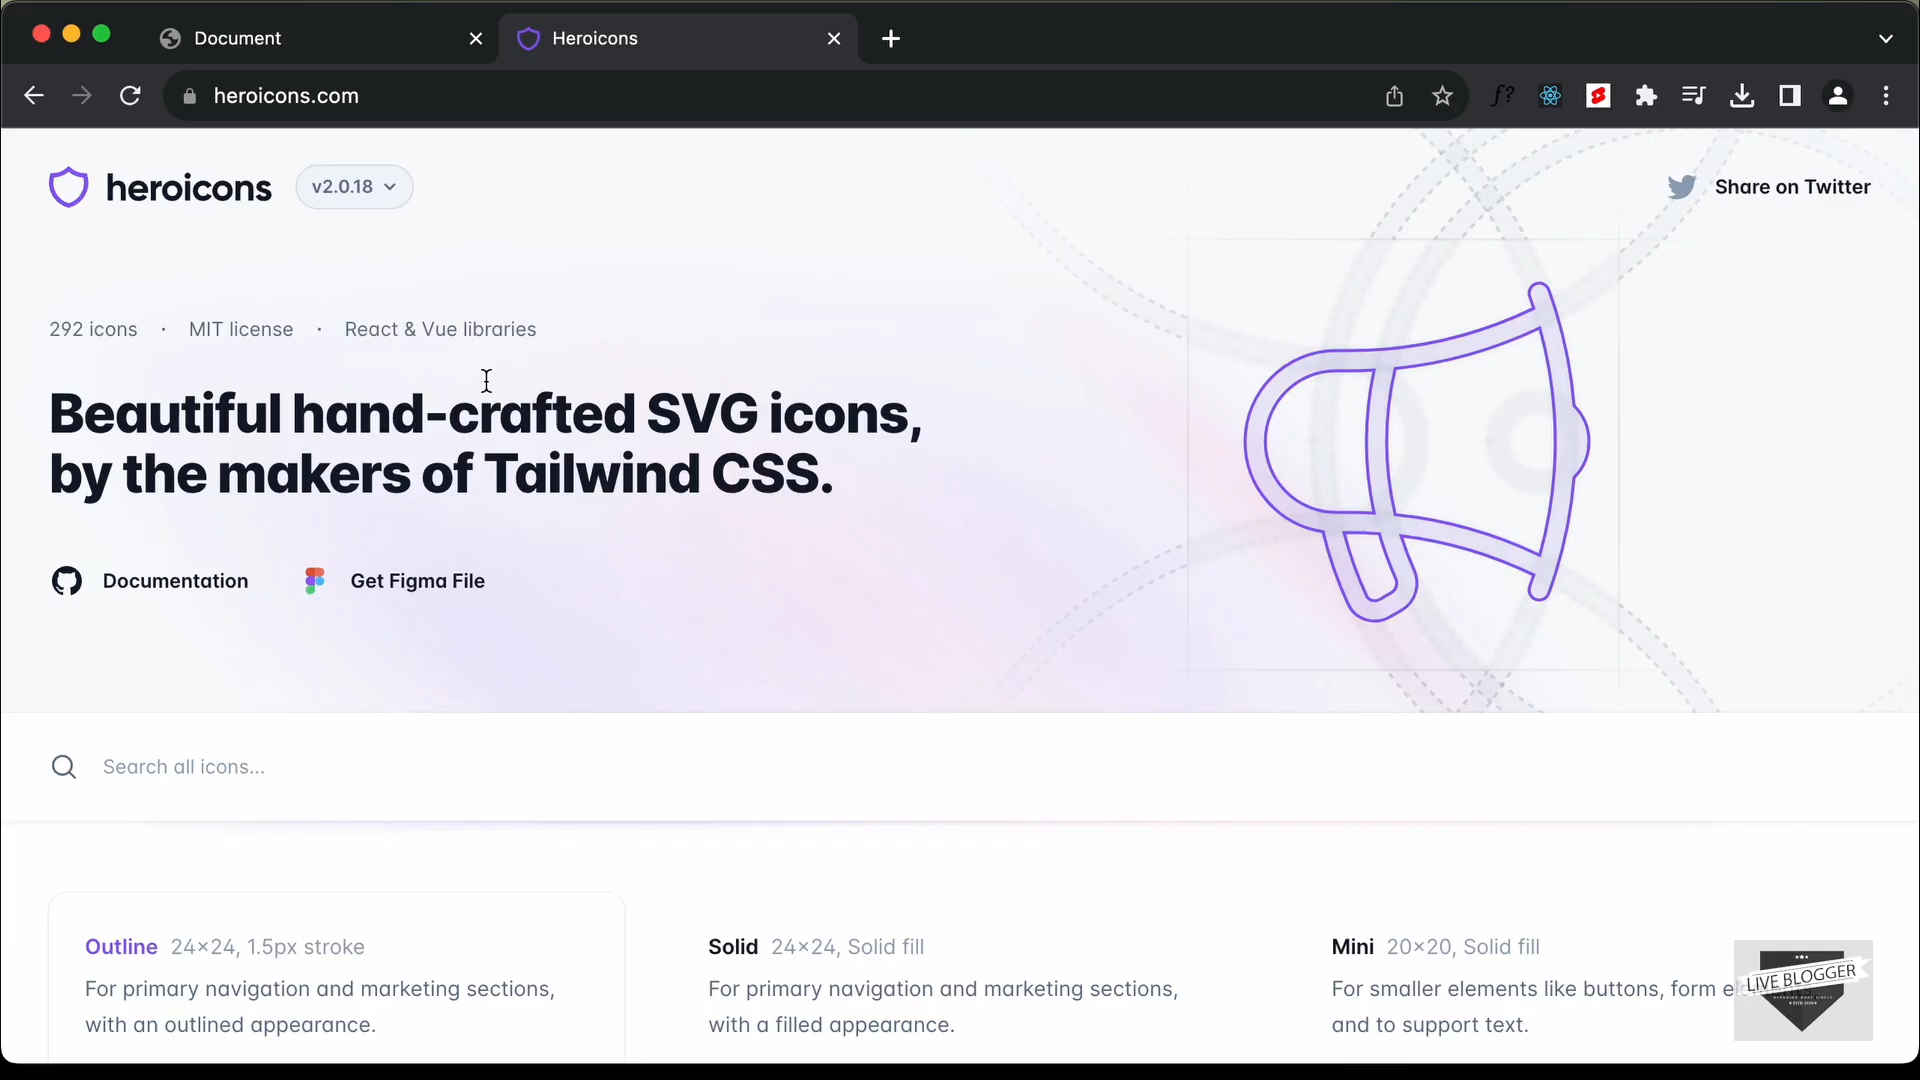 Document
Heroicons
heroicons.com
f?
heroicons
v2.0.18
Share on Twitter
292 icons · MIT license · React & Vue libraries
Beautiful hand-crafted SVG icons,
by the makers of Tailwind CSS.
Documentation
Get Figma File
Search all icons...
Outline 24×24, 1.5px stroke
For primary navigation and marketing sections,
with an outlined appearance.
Solid 24×24, Solid fill
For primary navigation and marketing sections,
with a filled appearance.
Mini 20×20, Solid fill
For smaller elements like buttons, form
and to support text.
LIVE BLOGGER